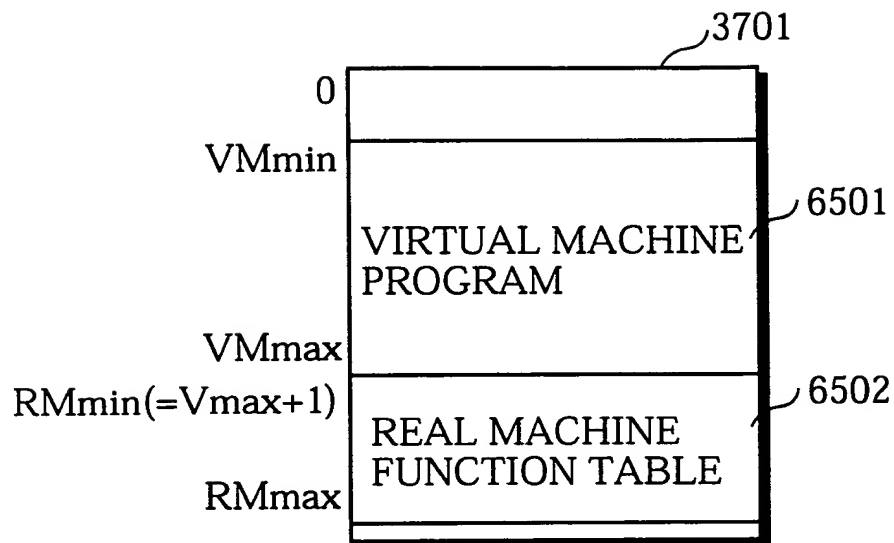 3701
0
VMmin
6501
VIRTUAL MACHINE
PROGRAM
VMmax
RMmin(=Vmax+1)
6502
REAL MACHINE
FUNCTION TABLE
RMmax